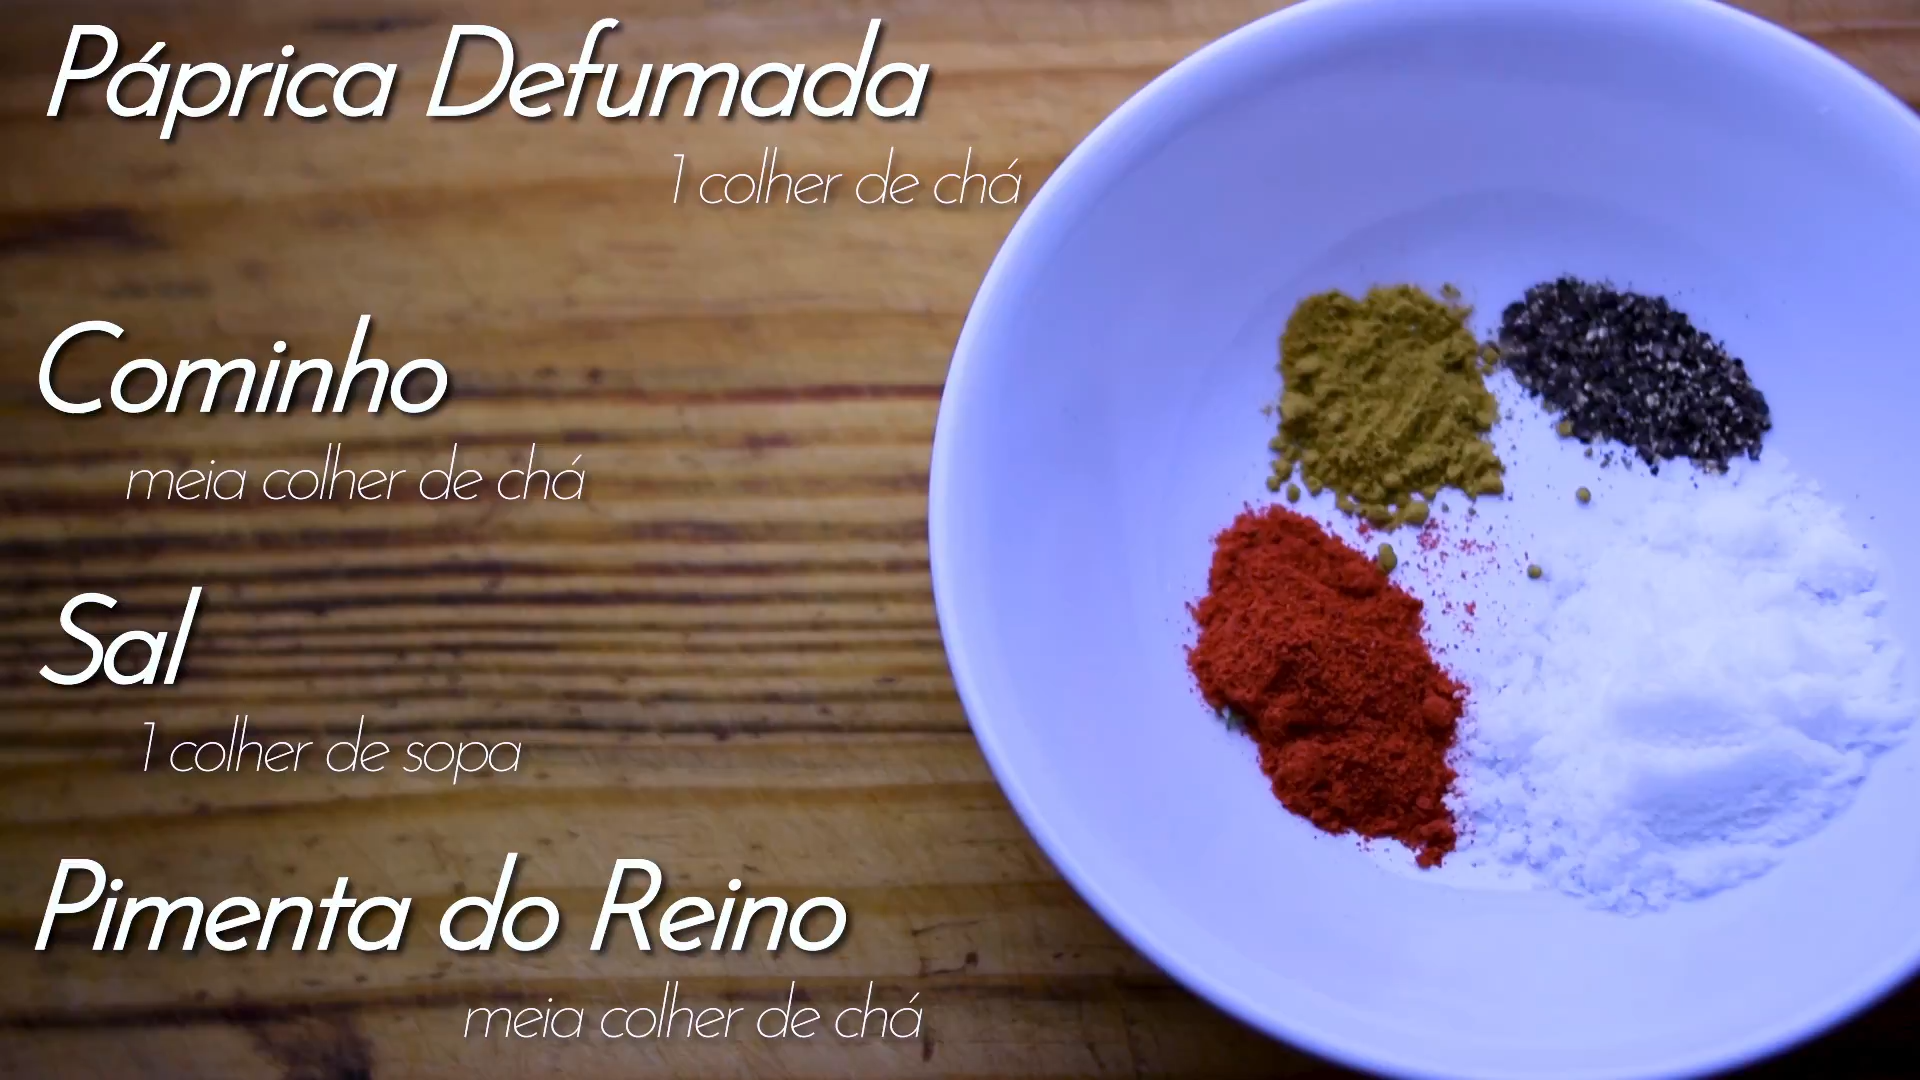 Páprica Defumada
1 colher de chá
Cominho
meia colher de chá
Sal
1 colher de sopa
Pimenta do Reino
meia colher de chá